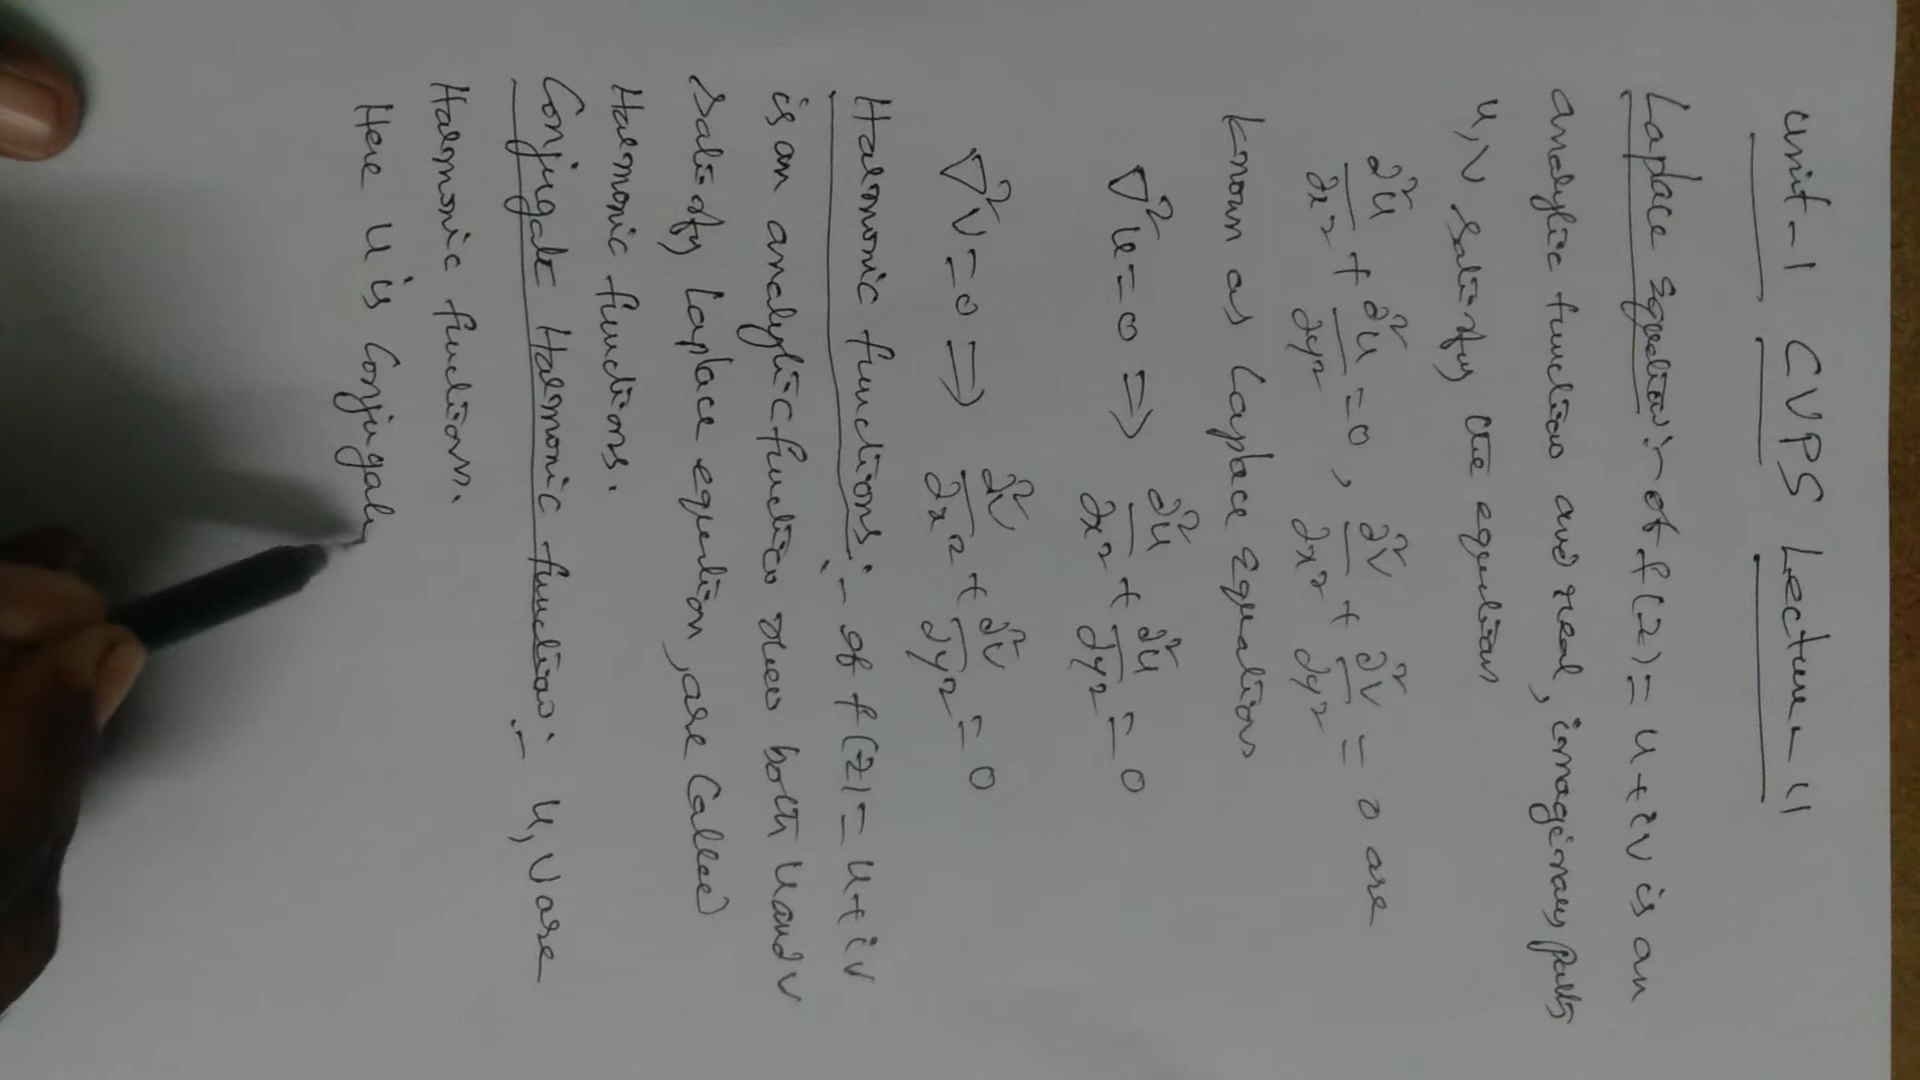 Unit-1 CVPS Lecture-11
Laplace Equation:- If f(z) = u+iv is an
analytic function and real, imaginary parts
u, v satisfy the equations
∂²u/∂x² + ∂²u/∂y² = 0, ∂²v/∂x² + ∂²v/∂y² = 0 are
known as Laplace Equations
∇²u = 0 ⇒ ∂²u/∂x² + ∂²u/∂y² = 0
∇²v = 0 ⇒ ∂²v/∂x² + ∂²v/∂y² = 0
Harmonic functions:- If f(z) = u+iv
is an analytic function then both u and v
satisfy Laplace equation, are called
Harmonic functions.
Conjugate Harmonic function:- u, v are
Harmonic functions.
Here u is Conjugate